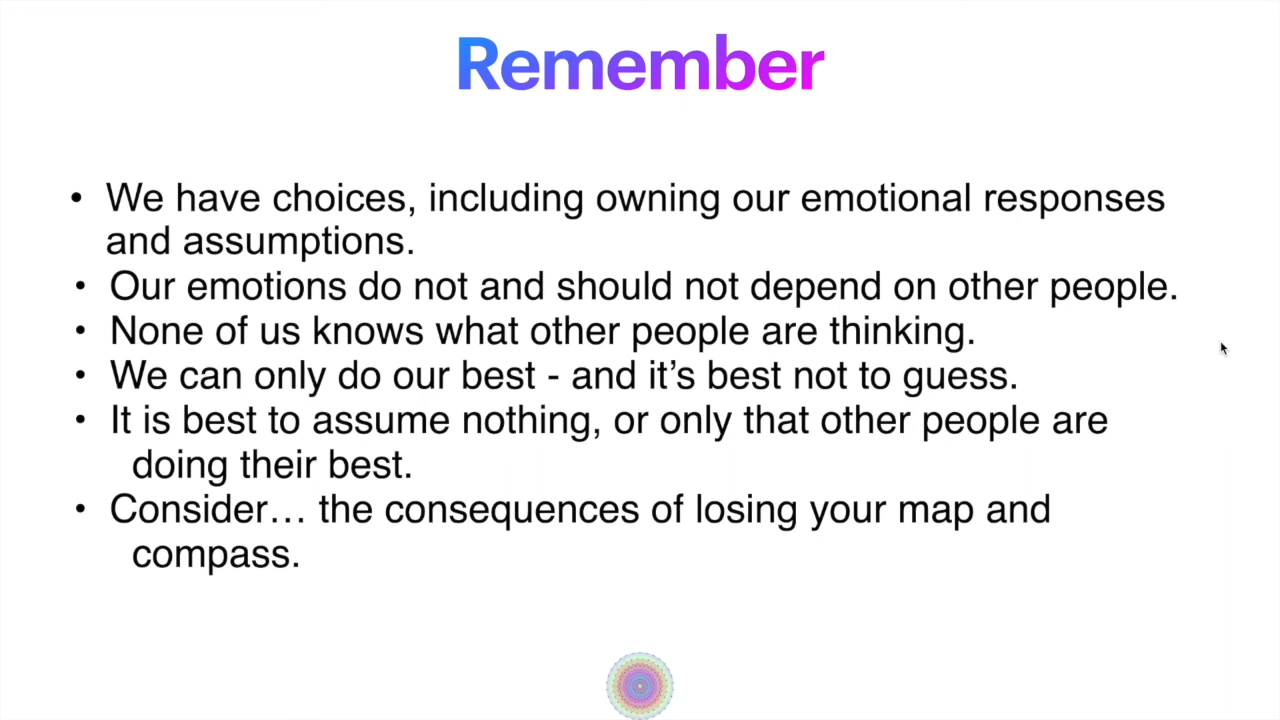 Remember
• We have choices, including owning our emotional responses
and assumptions.
• Our emotions do not and should not depend on other people.
• None of us knows what other people are thinking.
• We can only do our best - and it’s best not to guess.
• It is best to assume nothing, or only that other people are
doing their best.
• Consider… the consequences of losing your map and
compass.